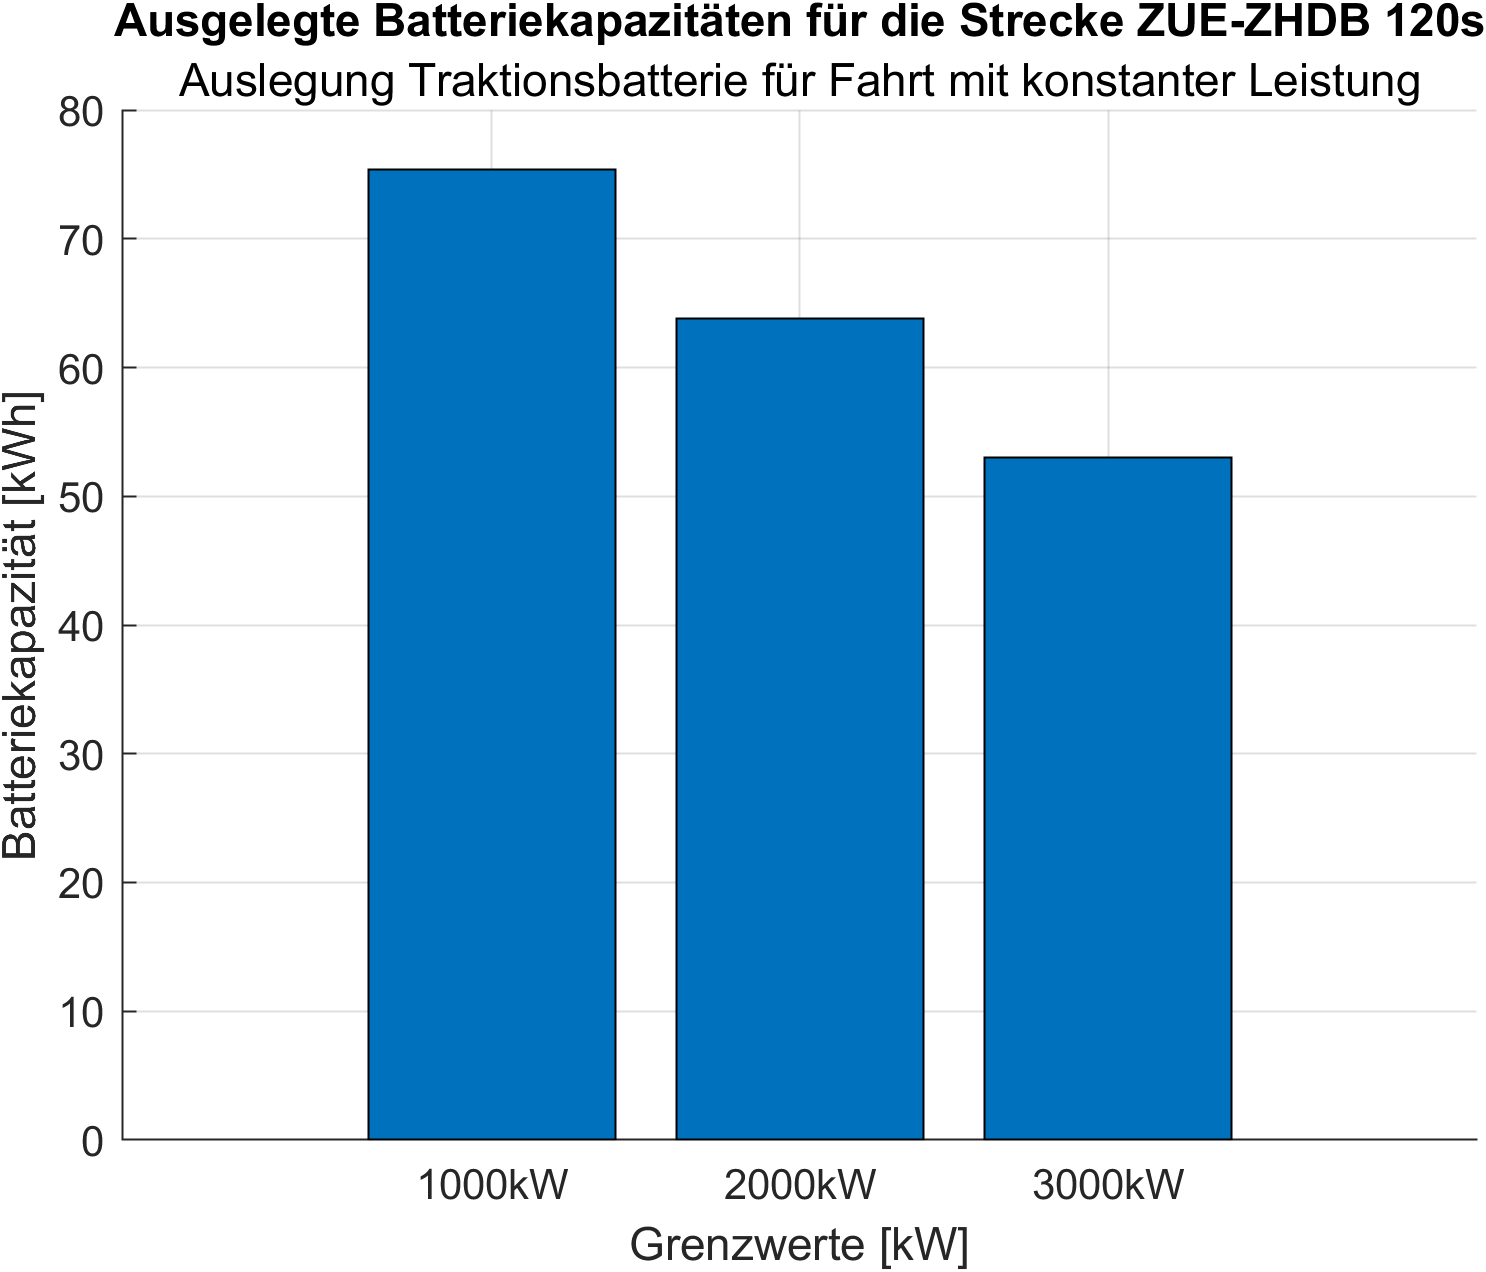 Ausgelegte Batteriekapazitäten für die Strecke ZUE-ZHDB 120s
Auslegung Traktionsbatterie für Fahrt mit konstanter Leistung
80
70
60
50
40
30
20
10
0
Batteriekapazität [kWh]
1000kW 2000kW 3000kW
Grenzwerte [kW]